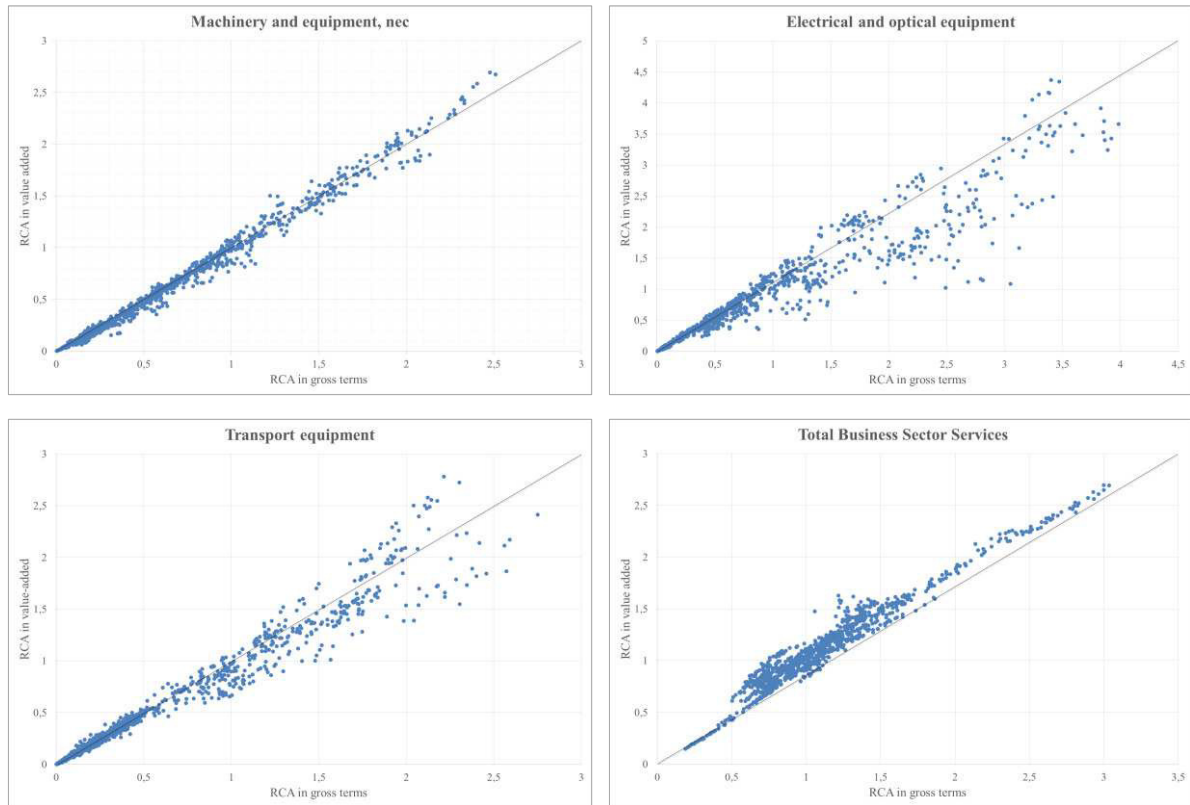 Machinery and equipment, nec
3
2,5
2
1,5
1
0,5
0
RCA in value added
0 0,5 1 1,5 2 2,5 3
RCA in gross terms
Electrical and optical equipment
5
4,5
4
3,5
3
2,5
2
1,5
1
0,5
0
RCA in value added
0 0,5 1 1,5 2 2,5 3 3,5 4 4,5
RCA in gross terms
Transport equipment
3
2,5
2
1,5
1
0,5
0
RCA in value-added
0 0,5 1 1,5 2 2,5 3
RCA in gross terms
Total Business Sector Services
3
2,5
2
1,5
1
0,5
0
RCA in value added
0 0,5 1 1,5 2 2,5 3 3,5
RCA in gross terms